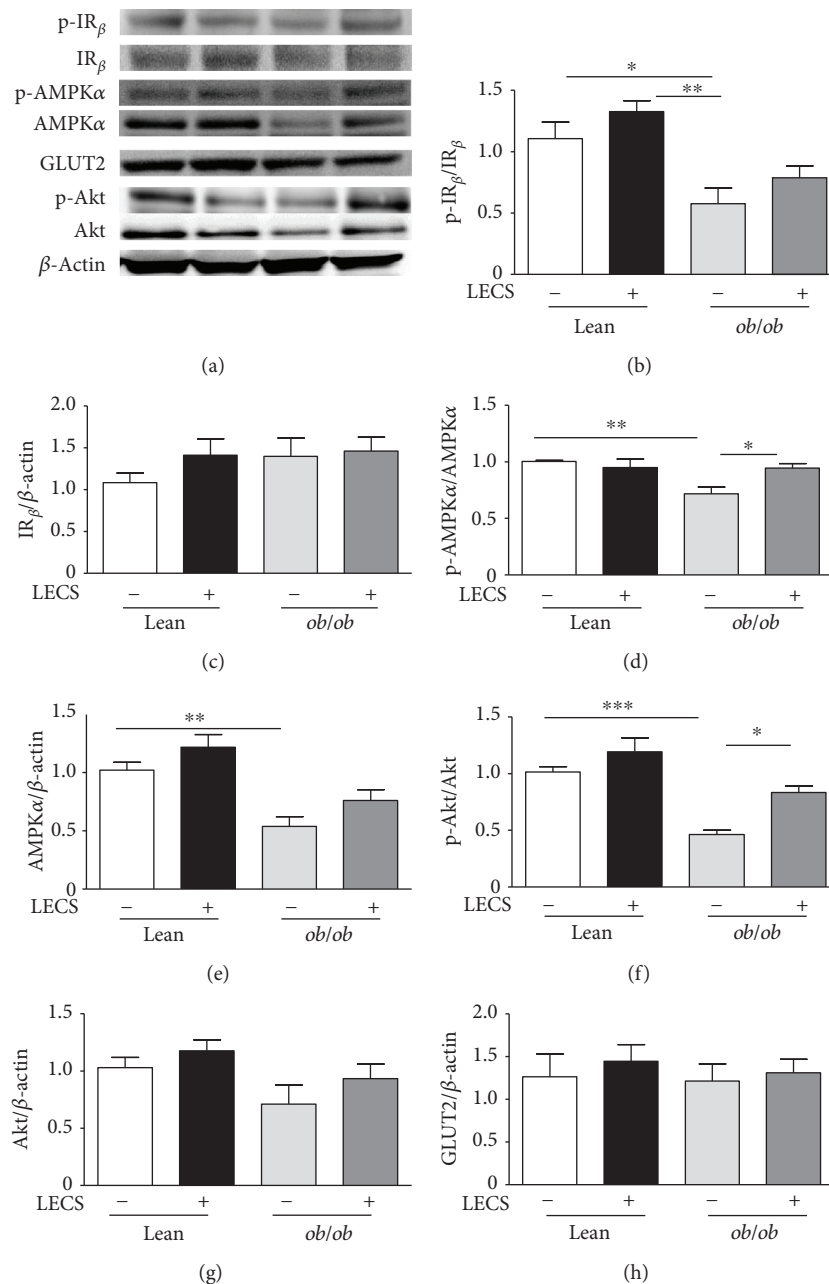 p-IRβ
IRβ
p-AMPKα
AMPKα
GLUT2
p-Akt
Akt
β-Actin
(a)
p-IRβ/IRβ
1.5
1.0
0.5
0
*
**
LECS − + − +
Lean ob/ob
(b)
IRβ/β-actin
2.0
1.5
1.0
0.5
0
LECS − + − +
Lean ob/ob
(c)
p-AMPKα/AMPKα
1.5
1.0
0.5
0
**
*
LECS − + − +
Lean ob/ob
(d)
AMPKα/β-actin
1.5
1.0
0.5
0
**
LECS − + − +
Lean ob/ob
(e)
p-Akt/Akt
1.5
1.0
0.5
0
***
*
LECS − + − +
Lean ob/ob
(f)
Akt/β-actin
1.5
1.0
0.5
0
LECS − + − +
Lean ob/ob
(g)
GLUT2/β-actin
2.0
1.5
1.0
0.5
0
LECS − + − +
Lean ob/ob
(h)